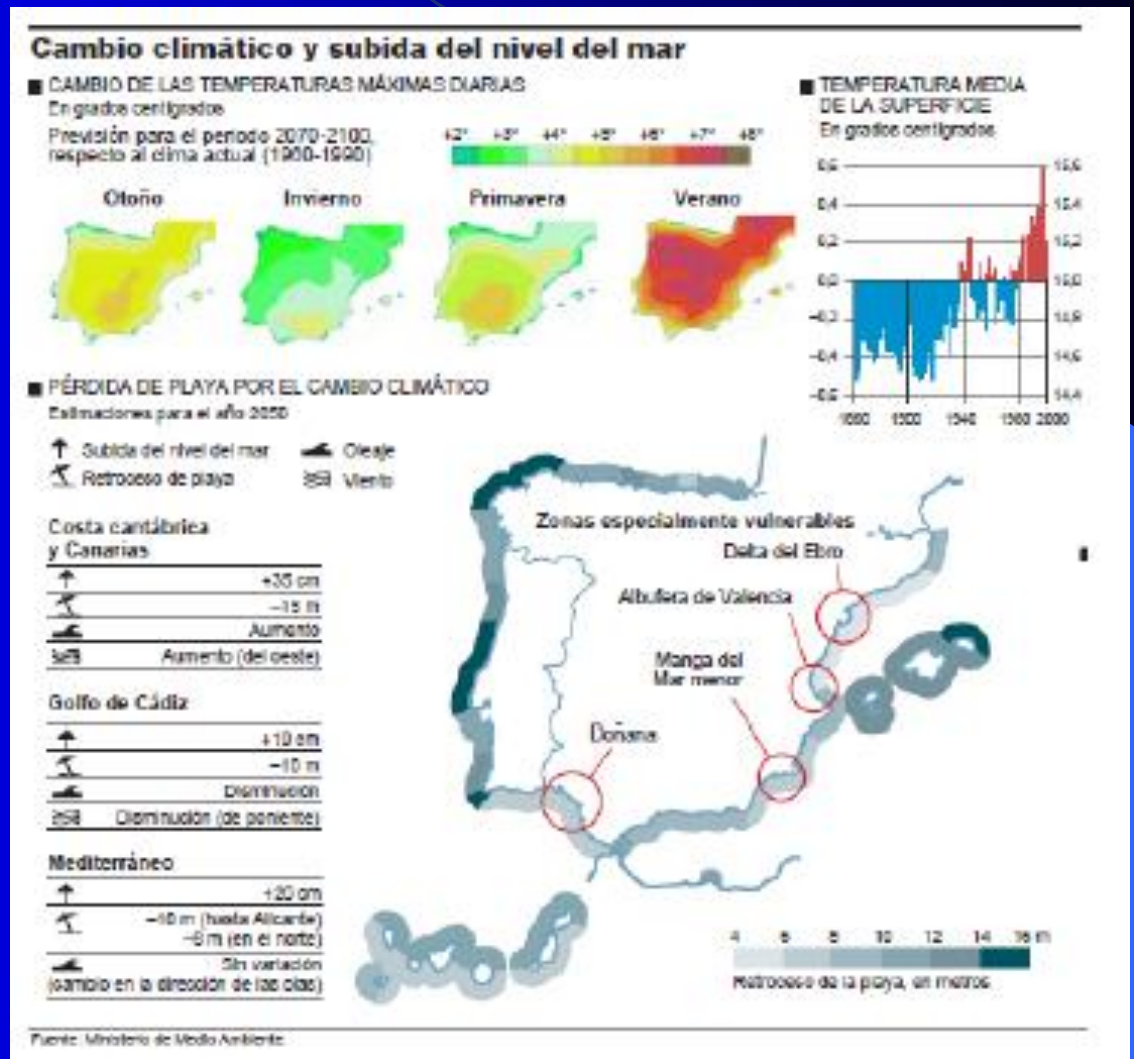 Cambio climático y subida del nivel del mar
CAMBIO DE LAS TEMPERATURAS MÁXIMAS DIARIAS
En grados centígrados
Previsión para el periodo 2070-2100,
respecto al clima actual (1960-1990)
+2° +3° +4° +5° +6° +7° +8°
Otoño Invierno Primavera Verano
TEMPERATURA MEDIA
DE LA SUPERFICIE
En grados centígrados
0,6 15,6
0,4 15,4
0,2 15,2
0,0 15,0
-0,2 14,8
-0,4 14,6
-0,6 14,4
1860 1900 1940 1980 2000
PÉRDIDA DE PLAYA POR EL CAMBIO CLIMÁTICO
Estimaciones para el año 2050
Subida del nivel del mar Oleaje
Retroceso de playa Viento
Costa cantábrica
y Canarias
+35 cm
-15 m
Aumento
Aumento (del oeste)
Golfo de Cádiz
+10 cm
-10 m
Disminución
Disminución (de poniente)
Mediterráneo
+20 cm
-10 m (hasta Alicante)
-8 m (en el norte)
Sin variación
(cambio en la dirección de las olas)
Zonas especialmente vulnerables
Delta del Ebro
Albufera de Valencia
Manga del
Mar menor
Doñana
4 6 8 10 12 14 16 m
Retroceso de la playa, en metros
Fuente: Ministerio de Medio Ambiente